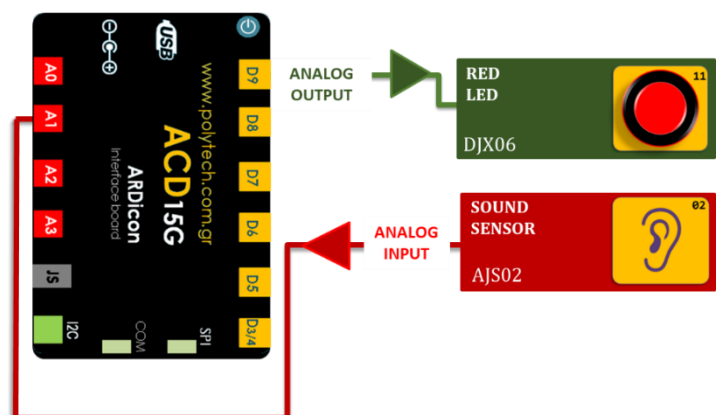 USB
A0
A1
A2
A3
JS
I2C
COM
SPI
D9
D8
D7
D6
D5
D3/4
www.polytech.com.gr
ACD15G
ARDicon
Interface board
ANALOG
OUTPUT
RED
LED
DJX06
11
ANALOG
INPUT
SOUND
SENSOR
AJS02
02